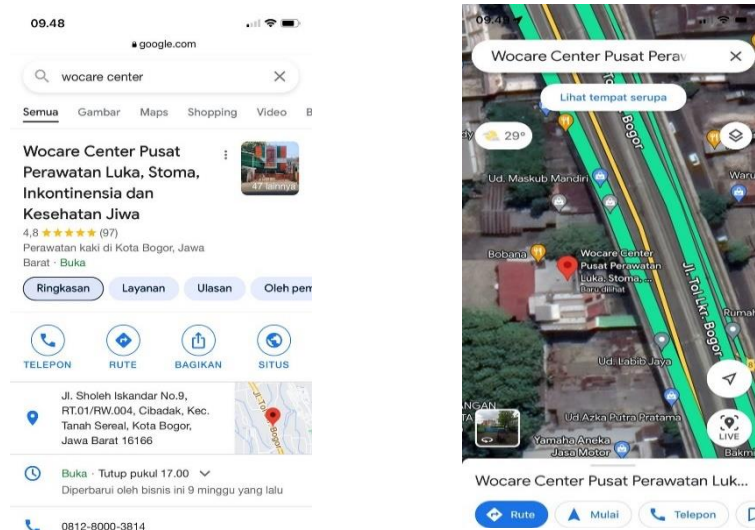 09.48
google.com
wocare center
Semua Gambar Maps Shopping Video B
Wocare Center Pusat
Perawatan Luka, Stoma,
Inkontinensia dan
Kesehatan Jiwa
47 lainnya
4,8 ★★★★★ (97)
Perawatan kaki di Kota Bogor, Jawa
Barat · Buka
Ringkasan Layanan Ulasan Oleh pem
TELEPON RUTE BAGIKAN SITUS
Jl. Sholeh Iskandar No.9,
RT.01/RW.004, Cibadak, Kec.
Tanah Sereal, Kota Bogor,
Jawa Barat 16166
Buka · Tutup pukul 17.00
Diperbarui oleh bisnis ini 9 minggu yang lalu
0812-8000-3814
09.49
Wocare Center Pusat Peraw
Lihat tempat serupa
29°
Bogor
Ud. Maskub Mandiri
Waru
Bobana
Wocare Center
Pusat Perawatan
Luka, Stoma, ...
Baru dilihat
Jl. Tol Lkr. Bogor
Rumah
Ud. Labib Jaya
Ud Azka Putra Pratama
LIVE
Yamaha Aneka
Jasa Motor
Bakmi
Wocare Center Pusat Perawatan Luk...
Rute Mulai Telepon